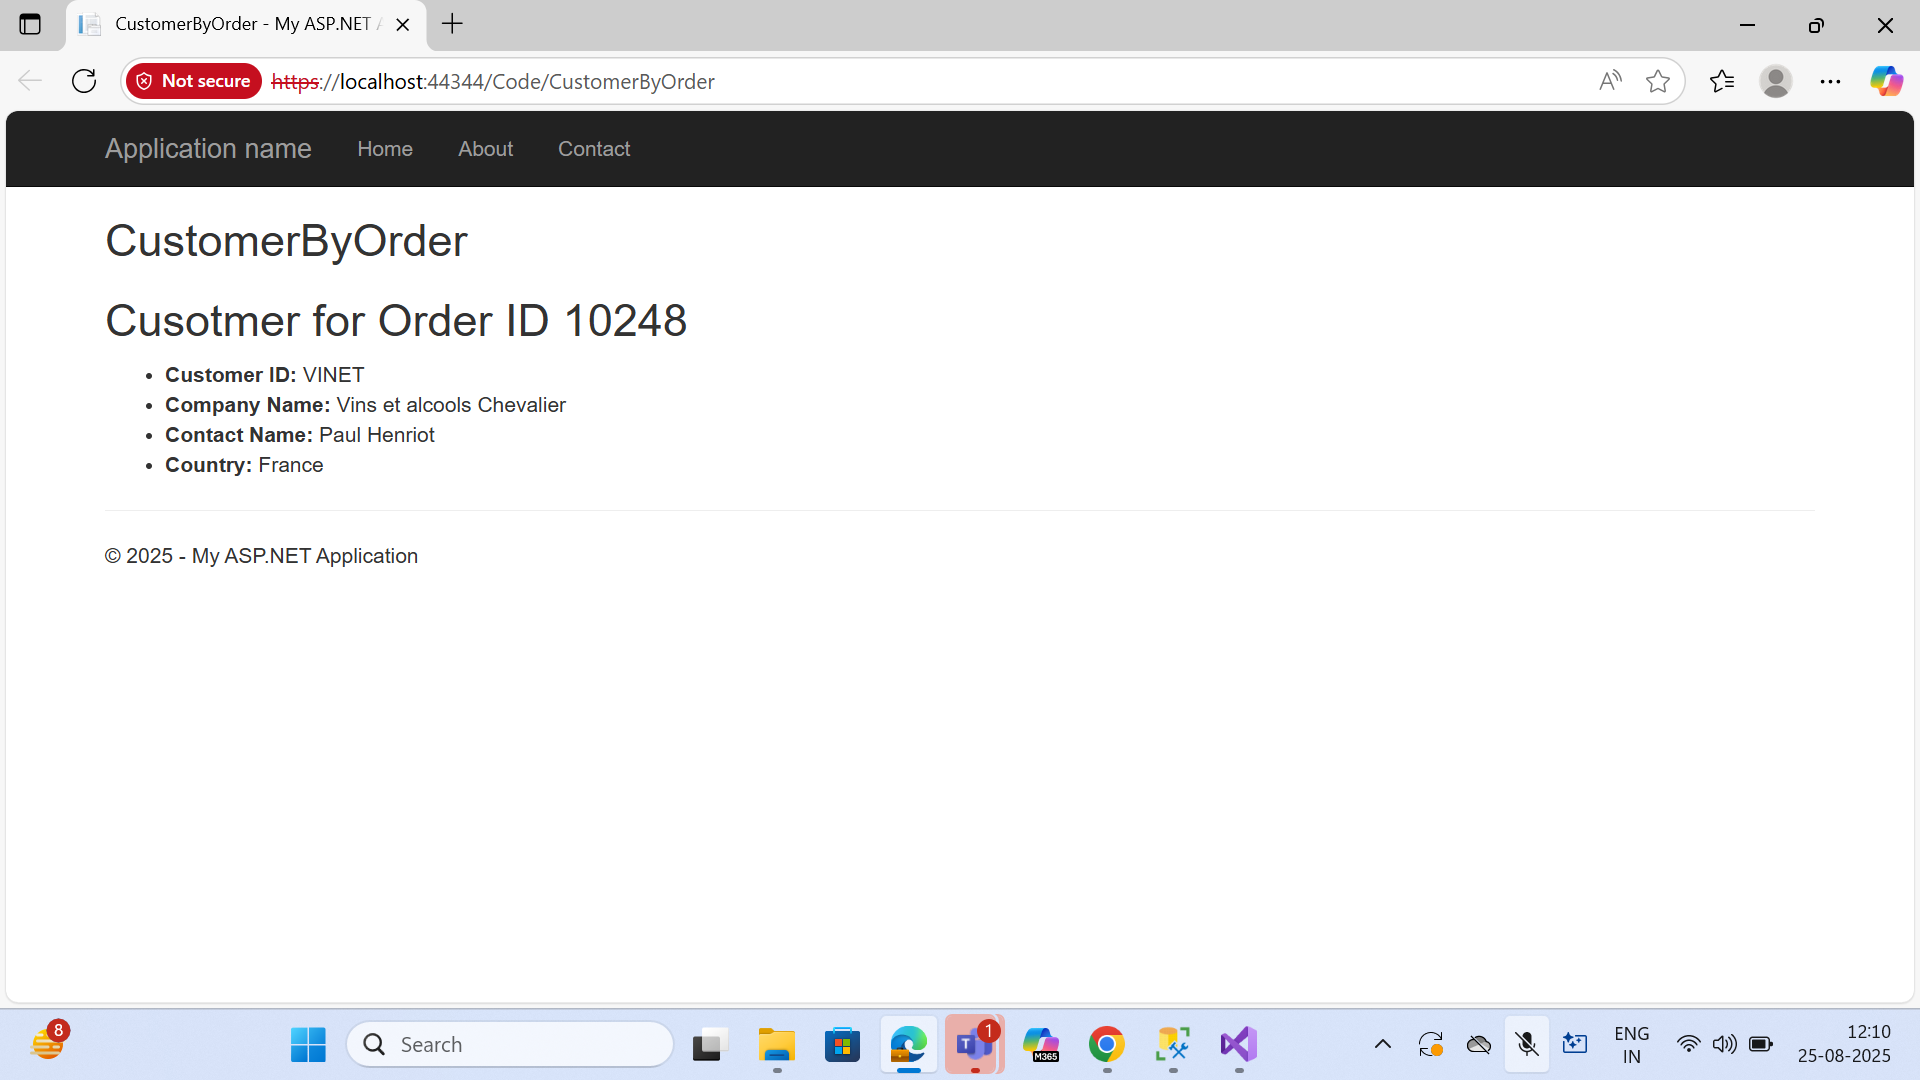 CustomerByOrder - My ASP.NET A
Not secure https://localhost:44344/Code/CustomerByOrder
Application name Home About Contact
CustomerByOrder
Cusotmer for Order ID 10248
• Customer ID: VINET
• Company Name: Vins et alcools Chevalier
• Contact Name: Paul Henriot
• Country: France
© 2025 - My ASP.NET Application
8
Search
T
1
M365
ENG
IN
12:10
25-08-2025